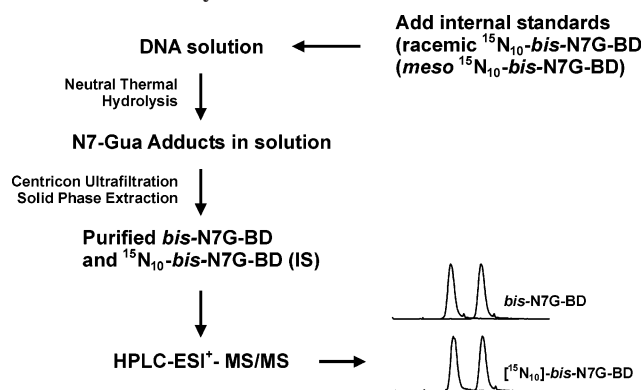 Add internal standards
(racemic ¹⁵N₁₀-bis-N7G-BD
(meso ¹⁵N₁₀-bis-N7G-BD)
DNA solution
Neutral Thermal
Hydrolysis
N7-Gua Adducts in solution
Centricon Ultrafiltration
Solid Phase Extraction
Purified bis-N7G-BD
and ¹⁵N₁₀-bis-N7G-BD (IS)
bis-N7G-BD
HPLC-ESI⁺- MS/MS
[¹⁵N₁₀]-bis-N7G-BD